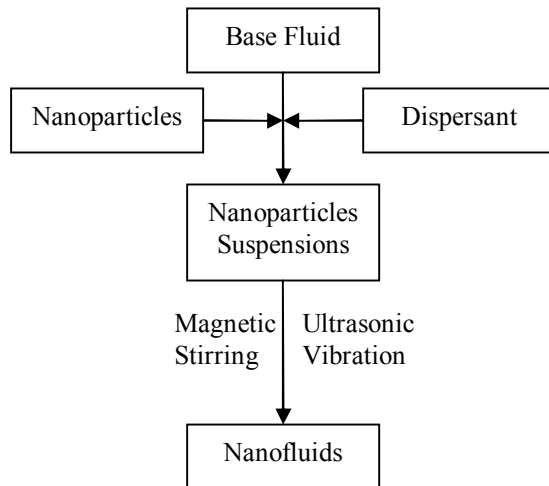 Base Fluid
Nanoparticles
Dispersant
Nanoparticles
Suspensions
Magnetic
Stirring
Ultrasonic
Vibration
Nanofluids